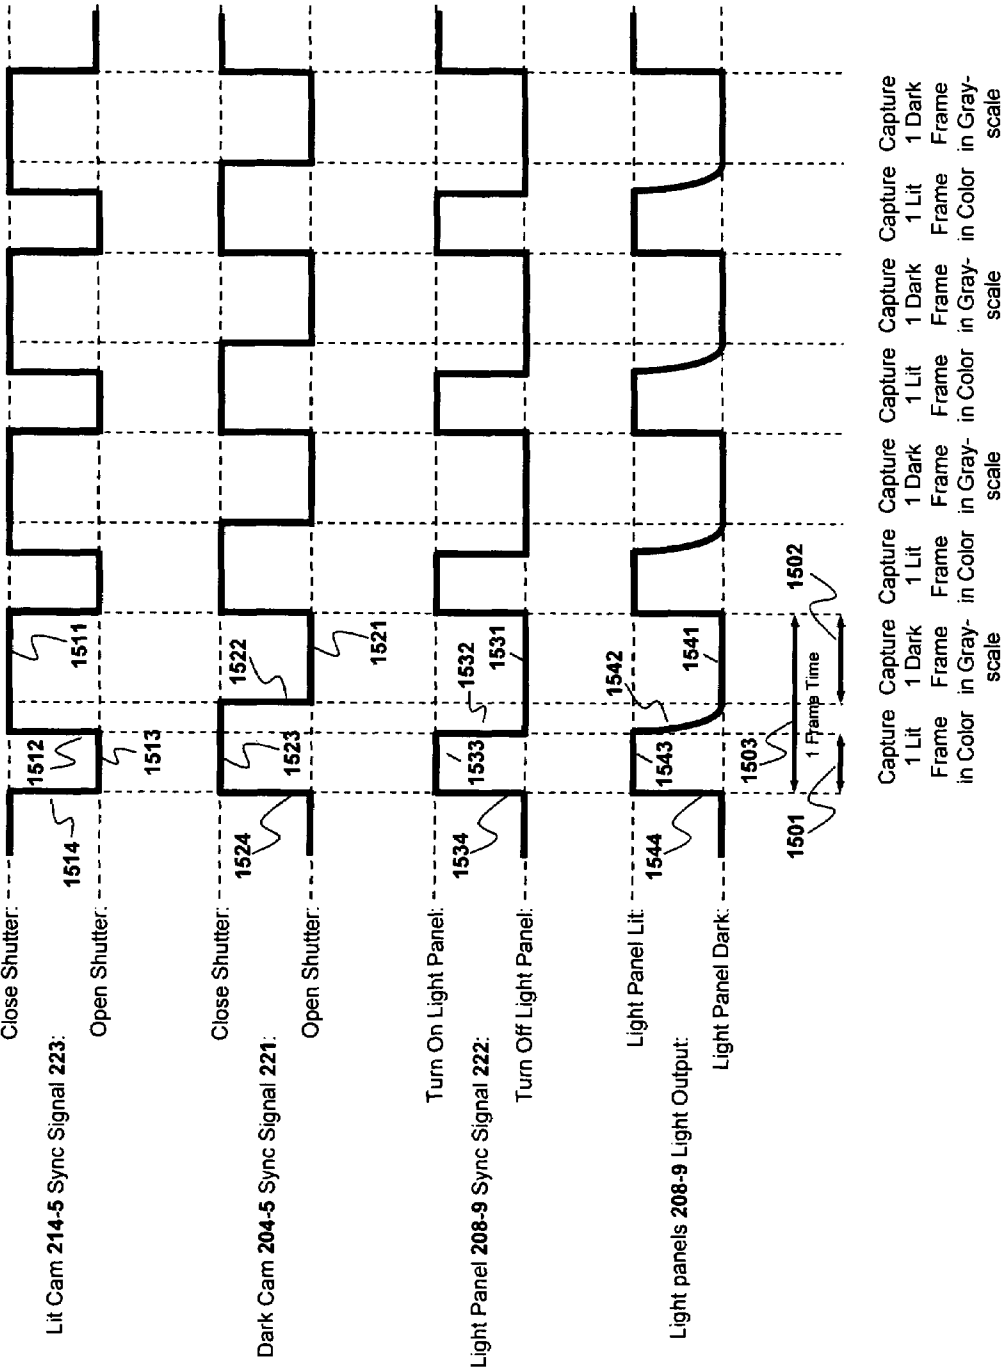 Close Shutter:
Lit Cam 214-5 Sync Signal 223:
Open Shutter:
1514
1512
1513
1511
Close Shutter:
Dark Cam 204-5 Sync Signal 221:
Open Shutter:
1524
1523
1522
1521
Turn On Light Panel:
Light Panel 208-9 Sync Signal 222:
Turn Off Light Panel:
1534
1533
1532
1531
Light Panel Lit:
Light panels 208-9 Light Output:
Light Panel Dark:
1544
1543
1542
1541
1 Frame Time
1503
1501
1502
Capture
1 Lit
Frame
in Color
Capture
1 Dark
Frame
in Gray-
scale
Capture
1 Lit
Frame
in Color
Capture
1 Dark
Frame
in Gray-
scale
Capture
1 Lit
Frame
in Color
Capture
1 Dark
Frame
in Gray-
scale
Capture
1 Lit
Frame
in Color
Capture
1 Dark
Frame
in Gray-
scale